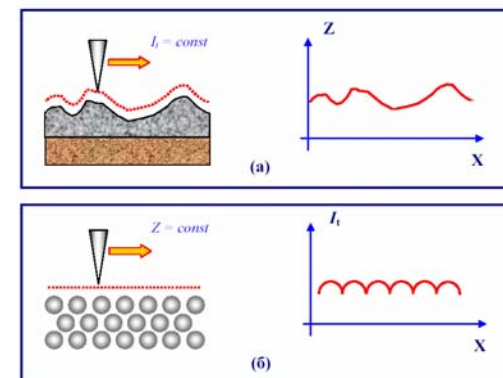 I_t = const
Z
X
(а)
Z = const
I_t
X
(б)